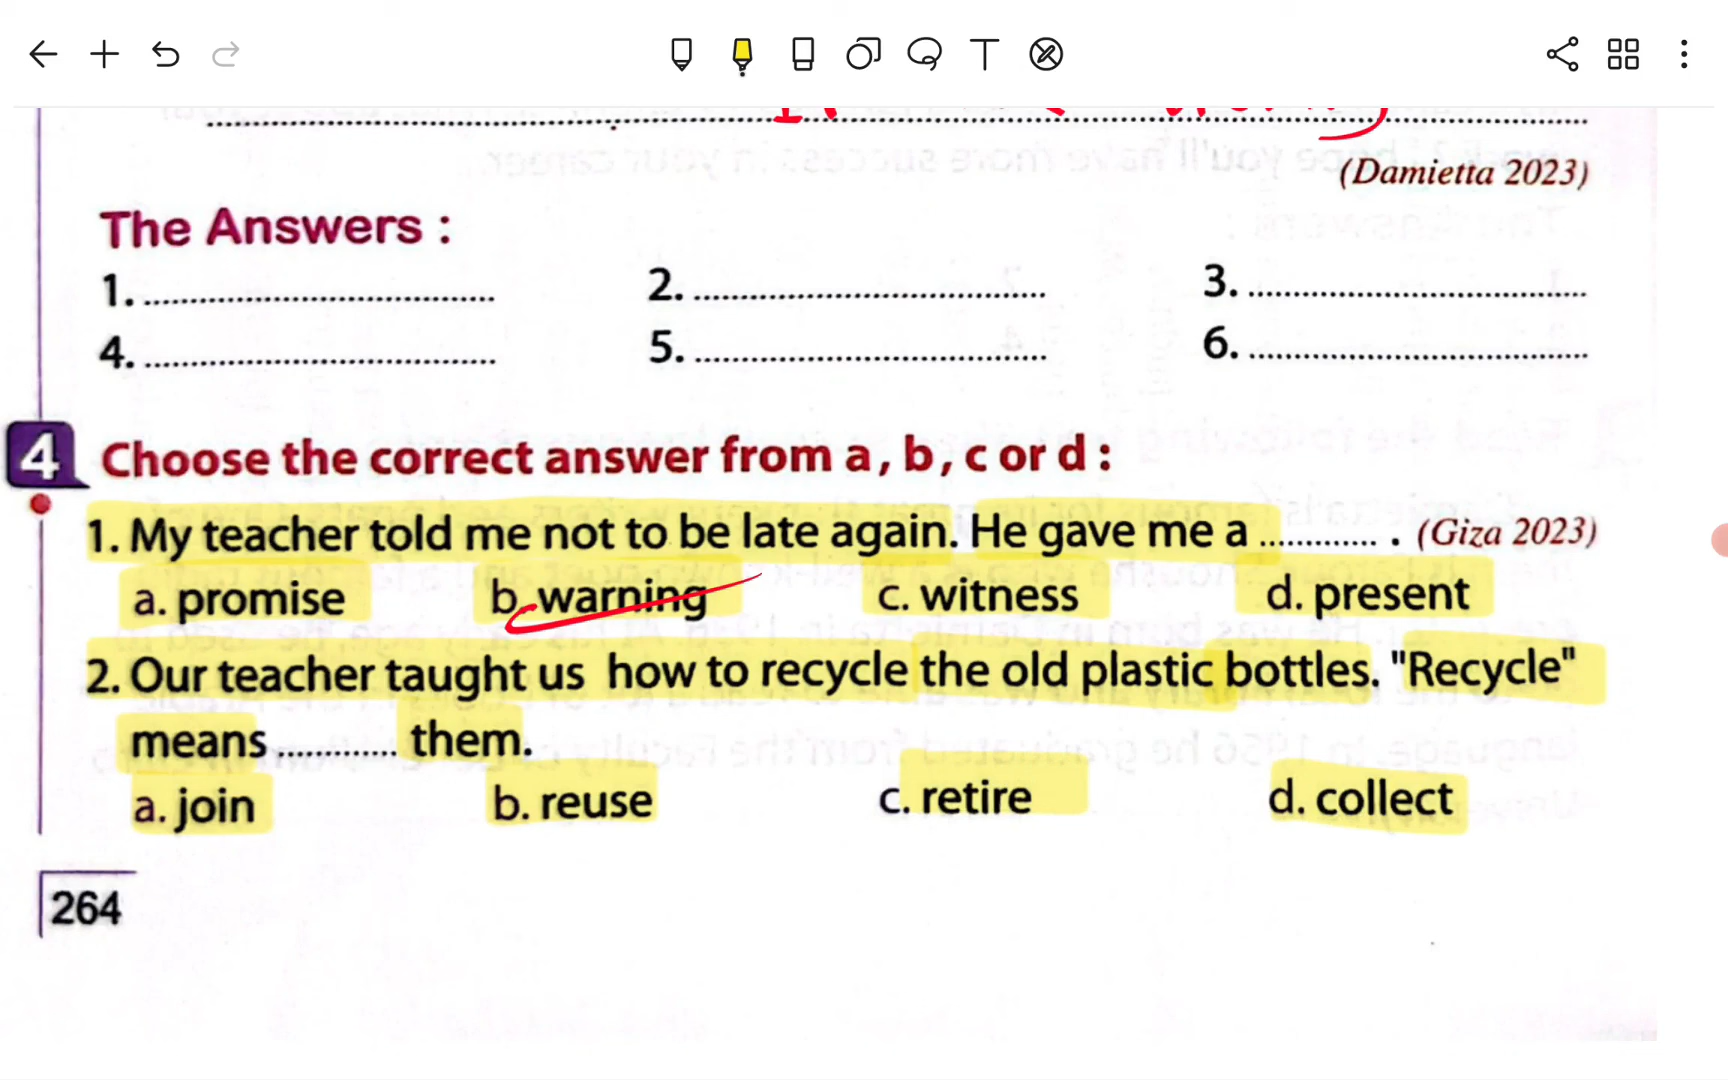 (Damietta 2023)
The Answers :
1. ........................ 2. ........................ 3. ........................
4. ........................ 5. ........................ 6. ........................
4 Choose the correct answer from a , b , c or d :
1. My teacher told me not to be late again. He gave me a ............. . (Giza 2023)
a. promise b. warning c. witness d. present
2. Our teacher taught us how to recycle the old plastic bottles. "Recycle"
means ............. them.
a. join b. reuse c. retire d. collect
264